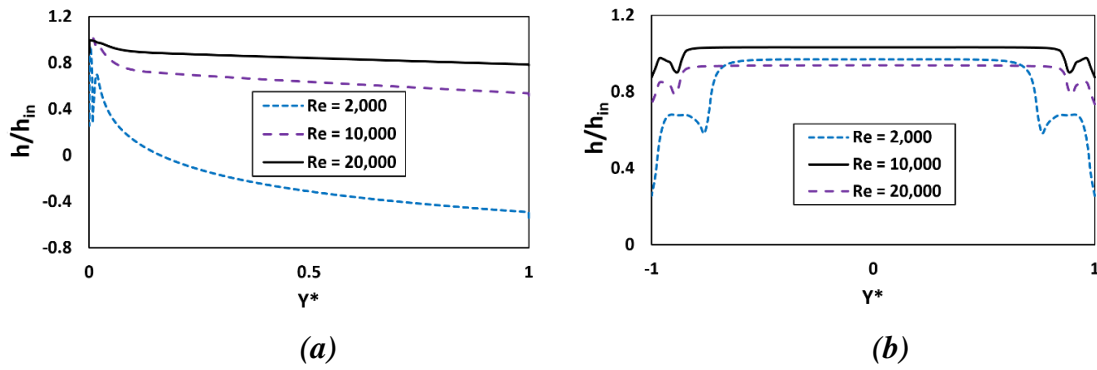 1.2
0.8
0.4
0
-0.4
-0.8
h/hin
0
0.5
1
Y*
Re = 2,000
Re = 10,000
Re = 20,000
(a)
1.2
0.8
0.4
0
h/hin
-1
0
1
Y*
Re = 2,000
Re = 10,000
Re = 20,000
(b)